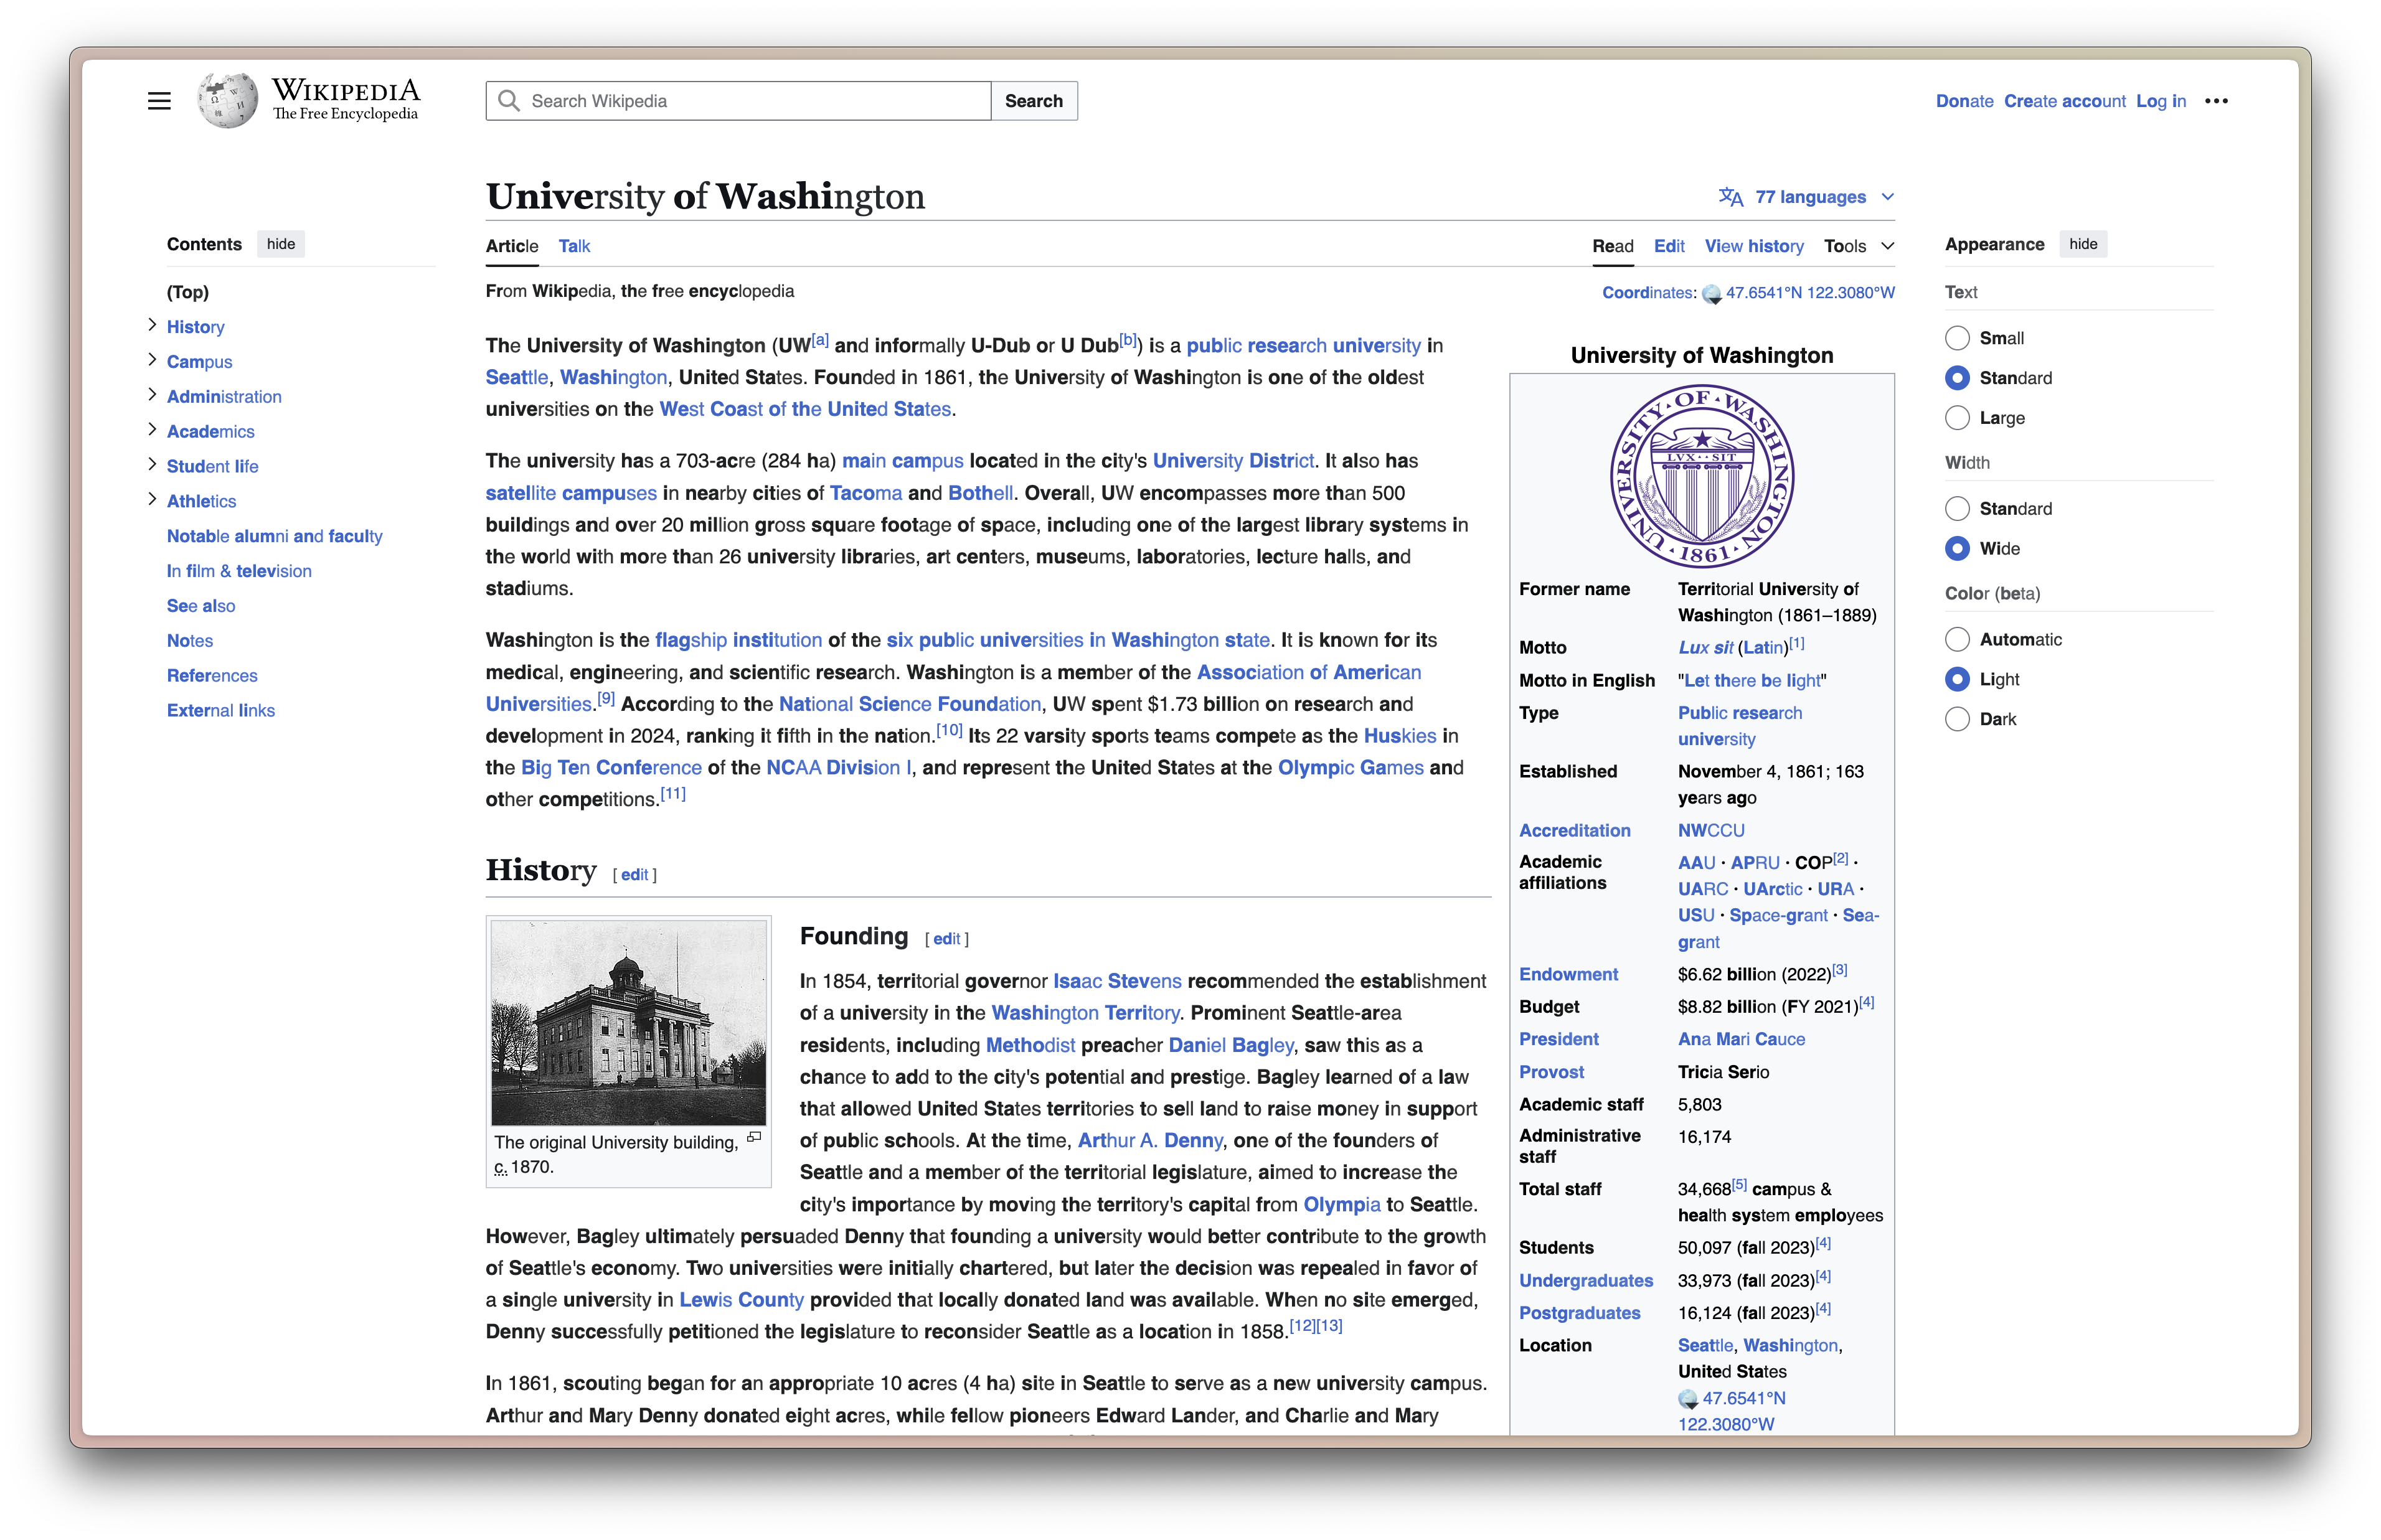 WIKIPEDIA
The Free Encyclopedia
Search Wikipedia
Search
Donate Create account Log in
University of Washington
77 languages
Contents hide
(Top)
History
Campus
Administration
Academics
Student life
Athletics
Notable alumni and faculty
In film & television
See also
Notes
References
External links
Article Talk
Read Edit View history Tools
From Wikipedia, the free encyclopedia
Coordinates: 47.6541°N 122.3080°W
The University of Washington (UW[a] and informally U-Dub or U Dub[b]) is a public research university in
Seattle, Washington, United States. Founded in 1861, the University of Washington is one of the oldest
universities on the West Coast of the United States.
The university has a 703-acre (284 ha) main campus located in the city's University District. It also has
satellite campuses in nearby cities of Tacoma and Bothell. Overall, UW encompasses more than 500
buildings and over 20 million gross square footage of space, including one of the largest library systems in
the world with more than 26 university libraries, art centers, museums, laboratories, lecture halls, and
stadiums.
Washington is the flagship institution of the six public universities in Washington state. It is known for its
medical, engineering, and scientific research. Washington is a member of the Association of American
Universities.[9] According to the National Science Foundation, UW spent $1.73 billion on research and
development in 2024, ranking it fifth in the nation.[10] Its 22 varsity sports teams compete as the Huskies in
the Big Ten Conference of the NCAA Division I, and represent the United States at the Olympic Games and
other competitions.[11]
History [ edit ]
The original University building,
c. 1870.
Founding [ edit ]
In 1854, territorial governor Isaac Stevens recommended the establishment
of a university in the Washington Territory. Prominent Seattle-area
residents, including Methodist preacher Daniel Bagley, saw this as a
chance to add to the city's potential and prestige. Bagley learned of a law
that allowed United States territories to sell land to raise money in support
of public schools. At the time, Arthur A. Denny, one of the founders of
Seattle and a member of the territorial legislature, aimed to increase the
city's importance by moving the territory's capital from Olympia to Seattle.
However, Bagley ultimately persuaded Denny that founding a university would better contribute to the growth
of Seattle's economy. Two universities were initially chartered, but later the decision was repealed in favor of
a single university in Lewis County provided that locally donated land was available. When no site emerged,
Denny successfully petitioned the legislature to reconsider Seattle as a location in 1858.[12][13]
In 1861, scouting began for an appropriate 10 acres (4 ha) site in Seattle to serve as a new university campus.
Arthur and Mary Denny donated eight acres, while fellow pioneers Edward Lander, and Charlie and Mary
University of Washington
UNIVERSITY · OF · WASHINGTON
LVX · · SIT
· 1861 ·
Former name Territorial University of
Washington (1861–1889)
Motto Lux sit (Latin)[1]
Motto in English "Let there be light"
Type Public research
university
Established November 4, 1861; 163
years ago
Accreditation NWCCU
Academic
affiliations
AAU · APRU · COP[2] ·
UARC · UArctic · URA ·
USU · Space-grant · Sea-
grant
Endowment $6.62 billion (2022)[3]
Budget $8.82 billion (FY 2021)[4]
President Ana Mari Cauce
Provost Tricia Serio
Academic staff 5,803
Administrative
staff
16,174
Total staff 34,668[5] campus &
health system employees
Students 50,097 (fall 2023)[4]
Undergraduates 33,973 (fall 2023)[4]
Postgraduates 16,124 (fall 2023)[4]
Location Seattle, Washington,
United States
47.6541°N
122.3080°W
Appearance hide
Text
Small
Standard
Large
Width
Standard
Wide
Color (beta)
Automatic
Light
Dark